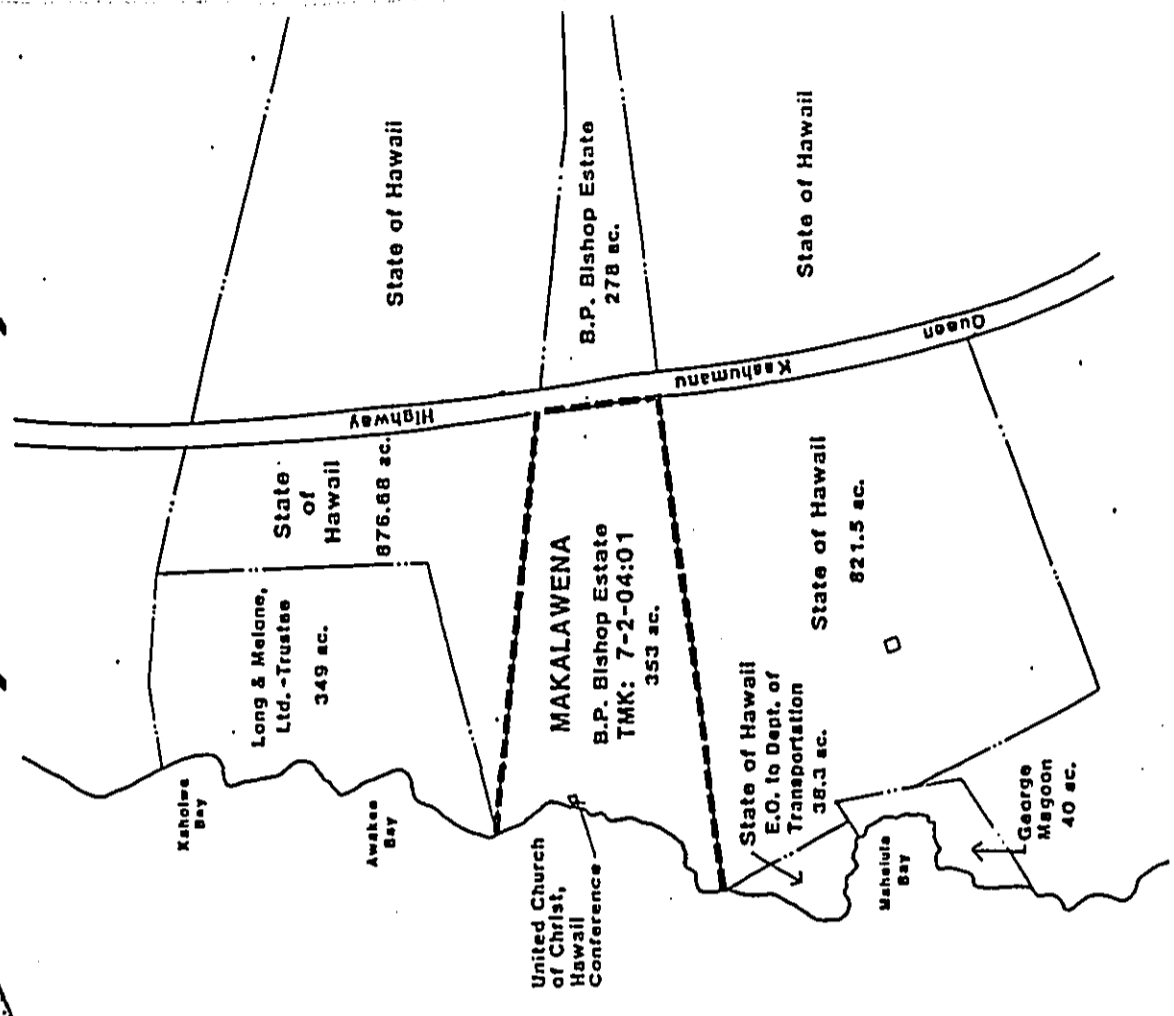 State of Hawaii
B.P. Bishop Estate
278 ac.
State of Hawaii
Highway
Kaahumanu
Queen
State
of
Hawaii
876.68 ac.
Long & Melone,
Ltd.-Trustee
349 ac.
MAKALAWENA
B.P. Bishop Estate
TMK: 7-2-04:01
353 ac.
State of Hawaii
821.5 ac.
State of Hawaii
E.O. to Dept. of
Transportation
38.3 ac.
George
Magoon
40 ac.
Kaholwa
Bay
Awakee
Bay
United Church
of Christ,
Hawaii
Conference
Mahaiula
Bay